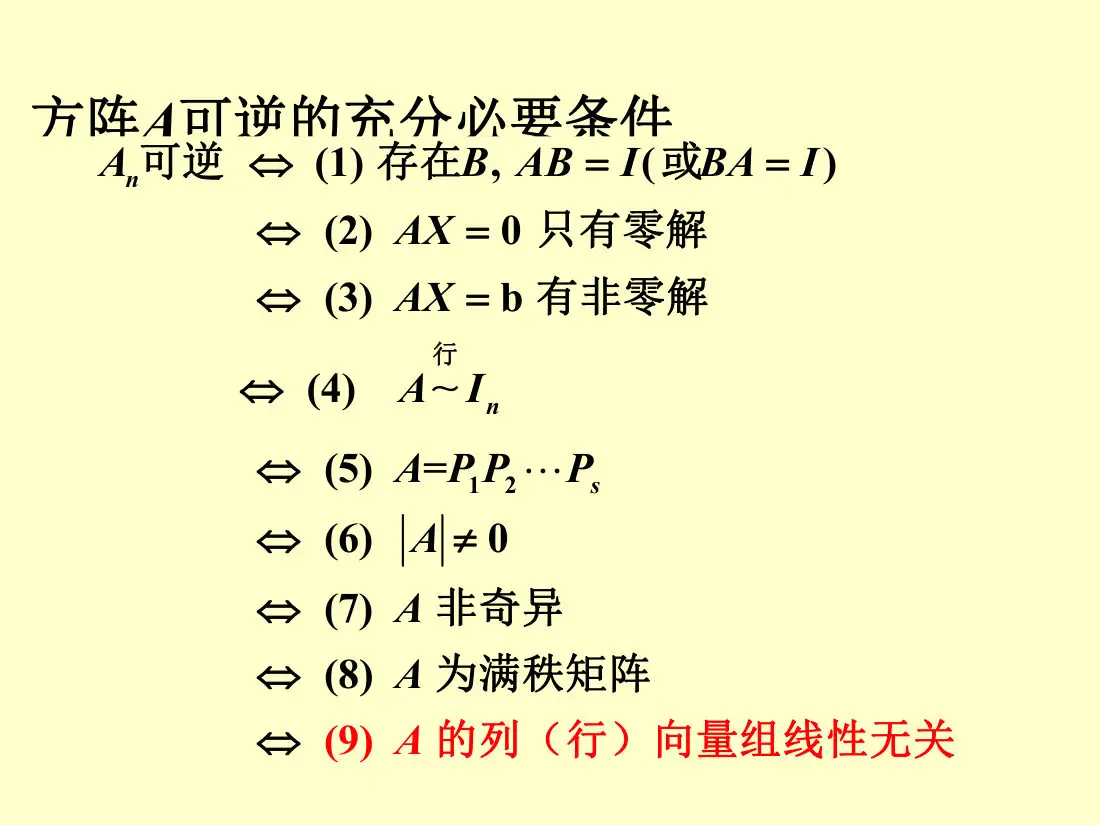 方阵A可逆的充分必要条件
Aₙ可逆 ⇔ (1) 存在B, AB = I(或BA = I)
⇔ (2) AX = 0 只有零解
⇔ (3) AX = b 有非零解
行
⇔ (4) A ~ Iₙ
⇔ (5) A=P₁P₂⋯Pₛ
⇔ (6) |A| ≠ 0
⇔ (7) A 非奇异
⇔ (8) A 为满秩矩阵
⇔ (9) A 的列（行）向量组线性无关